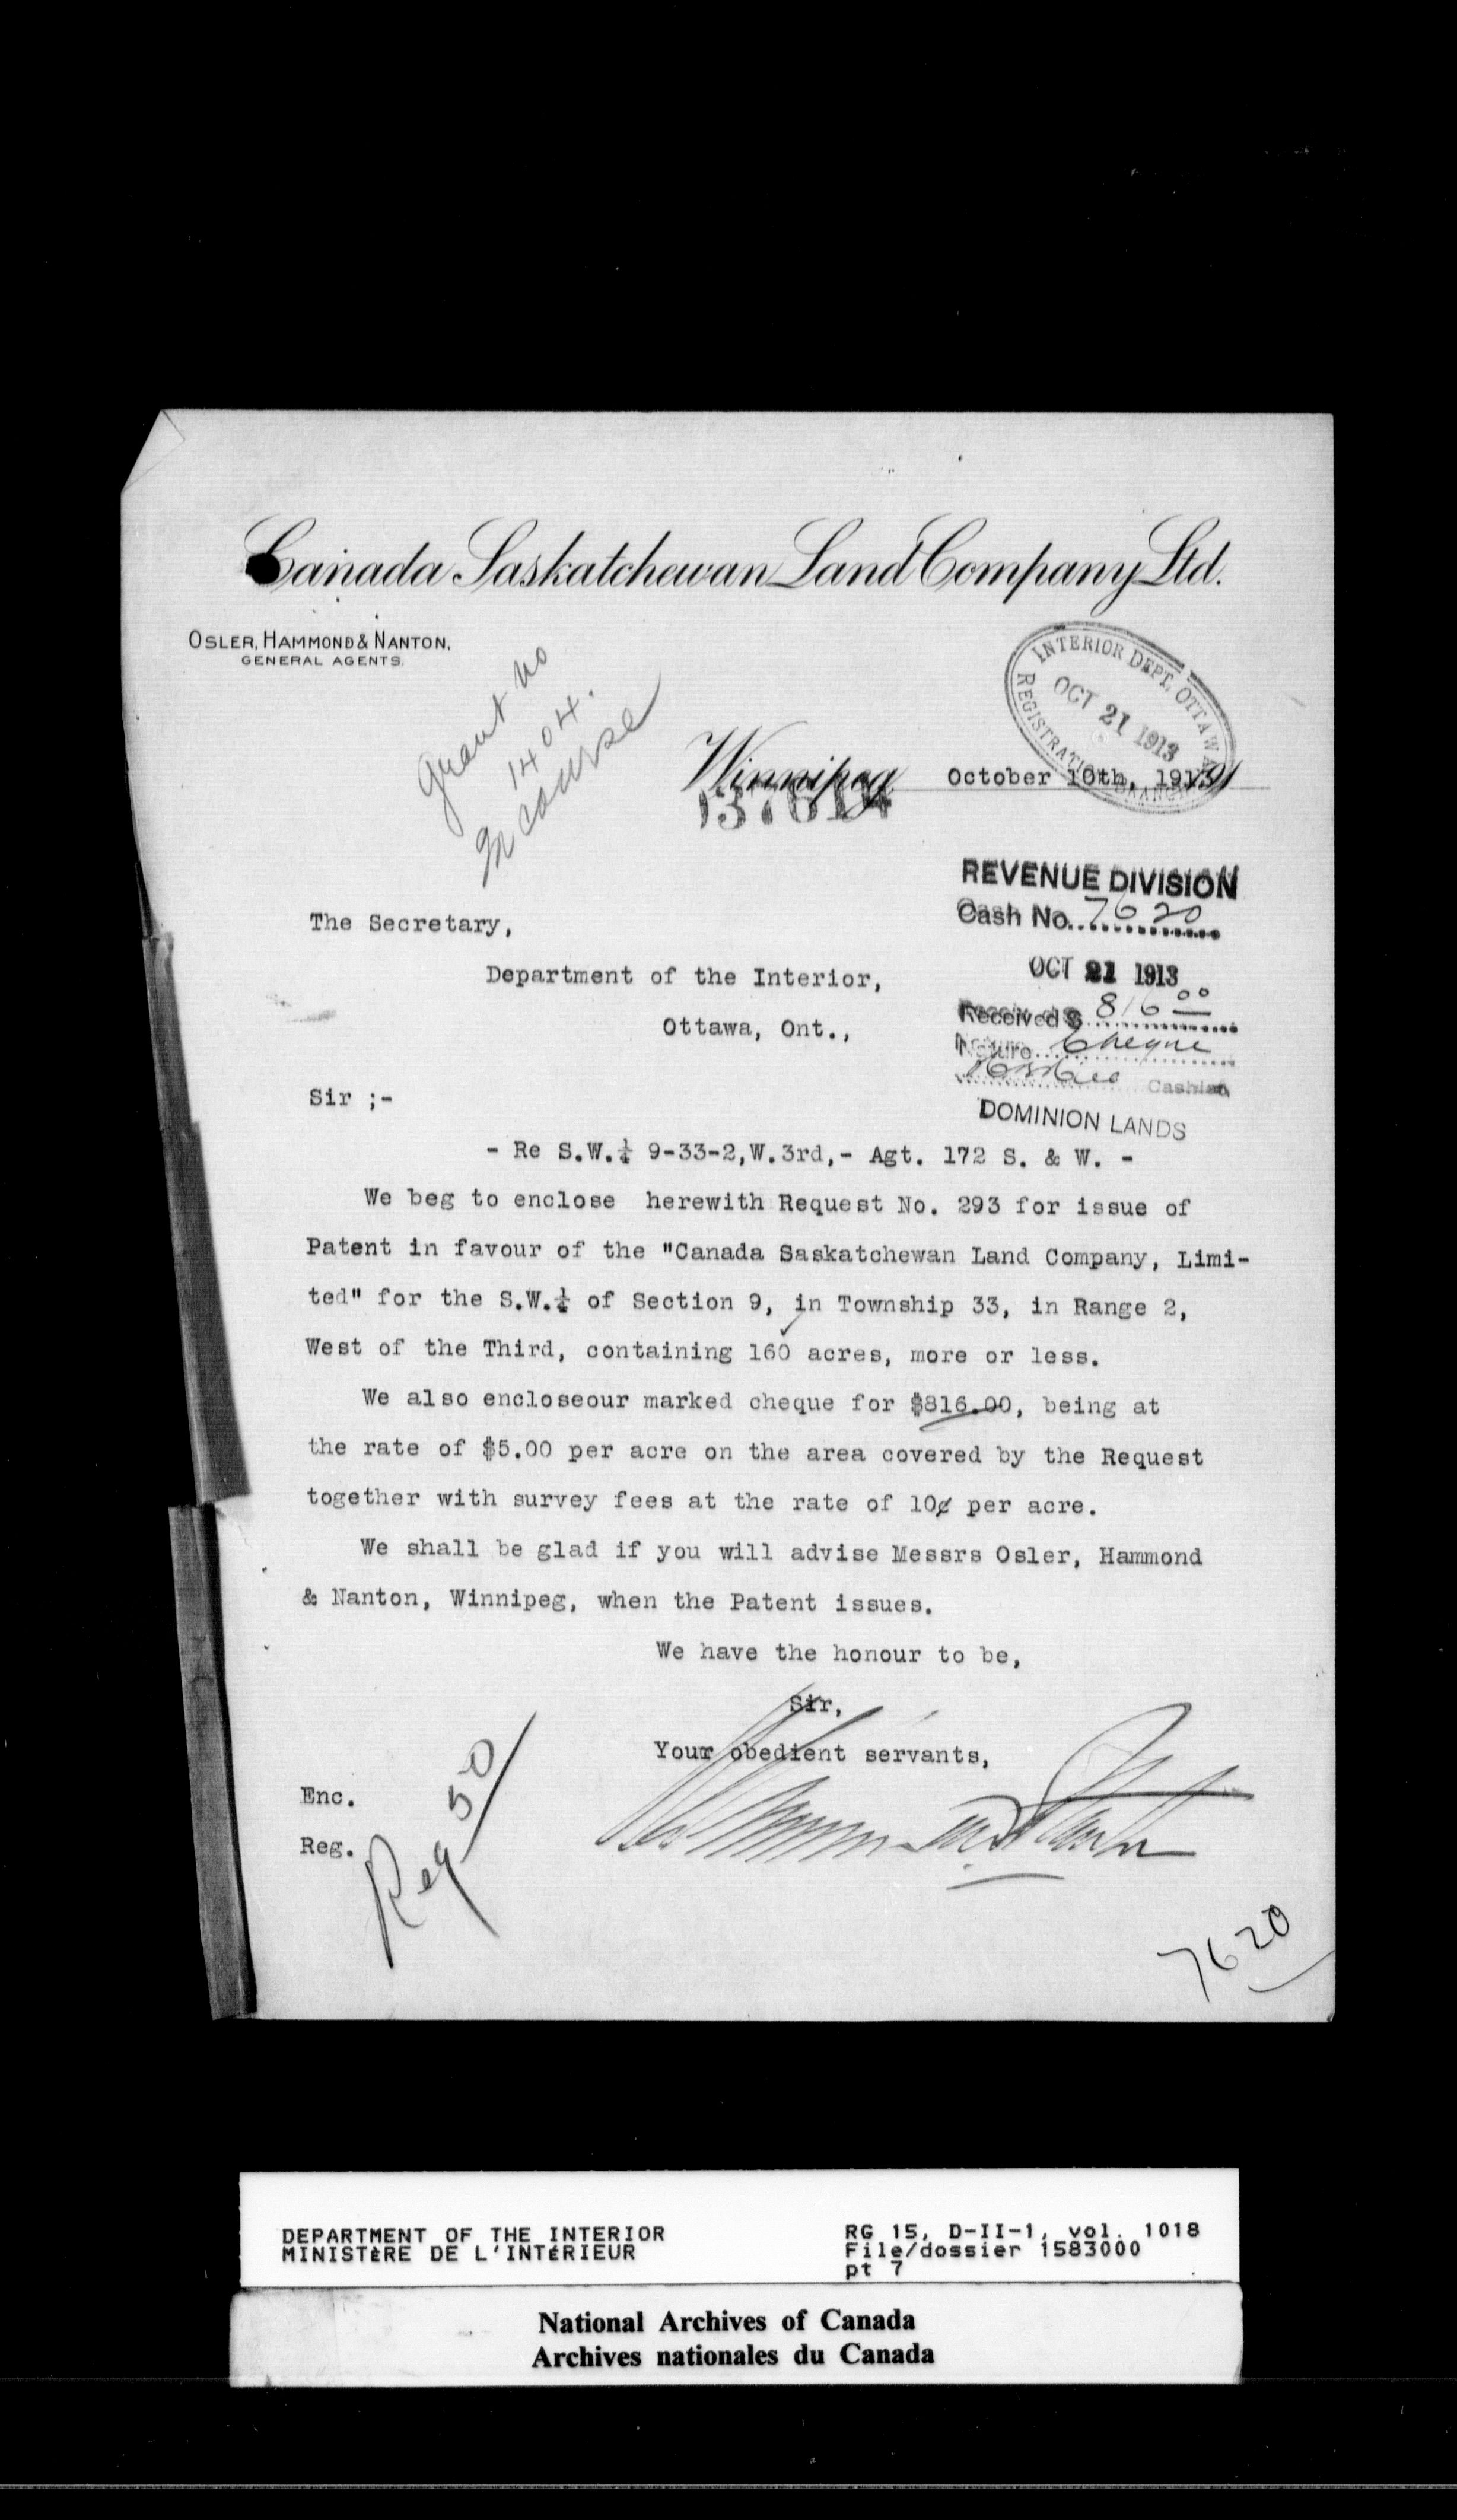 Canada Saskatchewan Land Company Ltd.
OSLER, HAMMOND & NANTON,
GENERAL AGENTS.
Grant no
1404.
M Course
INTERIOR DEPT. OTTAWA
OCT 21 1913
REGISTRATION BRANCH
Winnipeg October 10th, 1913
REVENUE DIVISION
Cash No. 7620
OCT 21 1913
Received $ 816.00
Nature Cheque
Cashier
DOMINION LANDS
The Secretary,
Department of the Interior,
Ottawa, Ont.,
Sir ;-
- Re S.W.¼ 9-33-2,W.3rd,- Agt. 172 S. & W. -
We beg to enclose herewith Request No. 293 for issue of
Patent in favour of the "Canada Saskatchewan Land Company, Limi-
ted" for the S.W.¼ of Section 9, in Township 33, in Range 2,
West of the Third, containing 160 acres, more or less.
We also encloseour marked cheque for $816.00, being at
the rate of $5.00 per acre on the area covered by the Request
together with survey fees at the rate of 10¢ per acre.
We shall be glad if you will advise Messrs Osler, Hammond
& Nanton, Winnipeg, when the Patent issues.
We have the honour to be,
Sir,
Your obedient servants,
Enc.
Reg.
Reg 50
7620
DEPARTMENT OF THE INTERIOR
MINISTÈRE DE L'INTÉRIEUR
RG 15, D-II-1, vol. 1018
File/dossier 1583000
pt 7
National Archives of Canada
Archives nationales du Canada